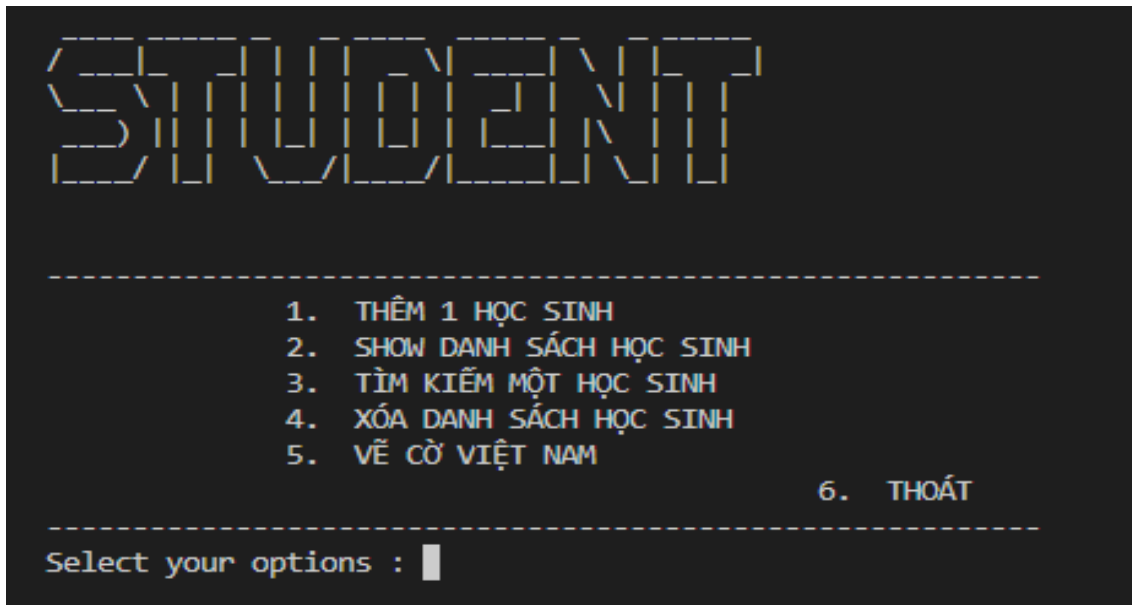 STUDENT
------------------------------------------------------------
1. THÊM 1 HỌC SINH
2. SHOW DANH SÁCH HỌC SINH
3. TÌM KIẾM MỘT HỌC SINH
4. XÓA DANH SÁCH HỌC SINH
5. VẼ CỜ VIỆT NAM
6. THOÁT
------------------------------------------------------------
Select your options :